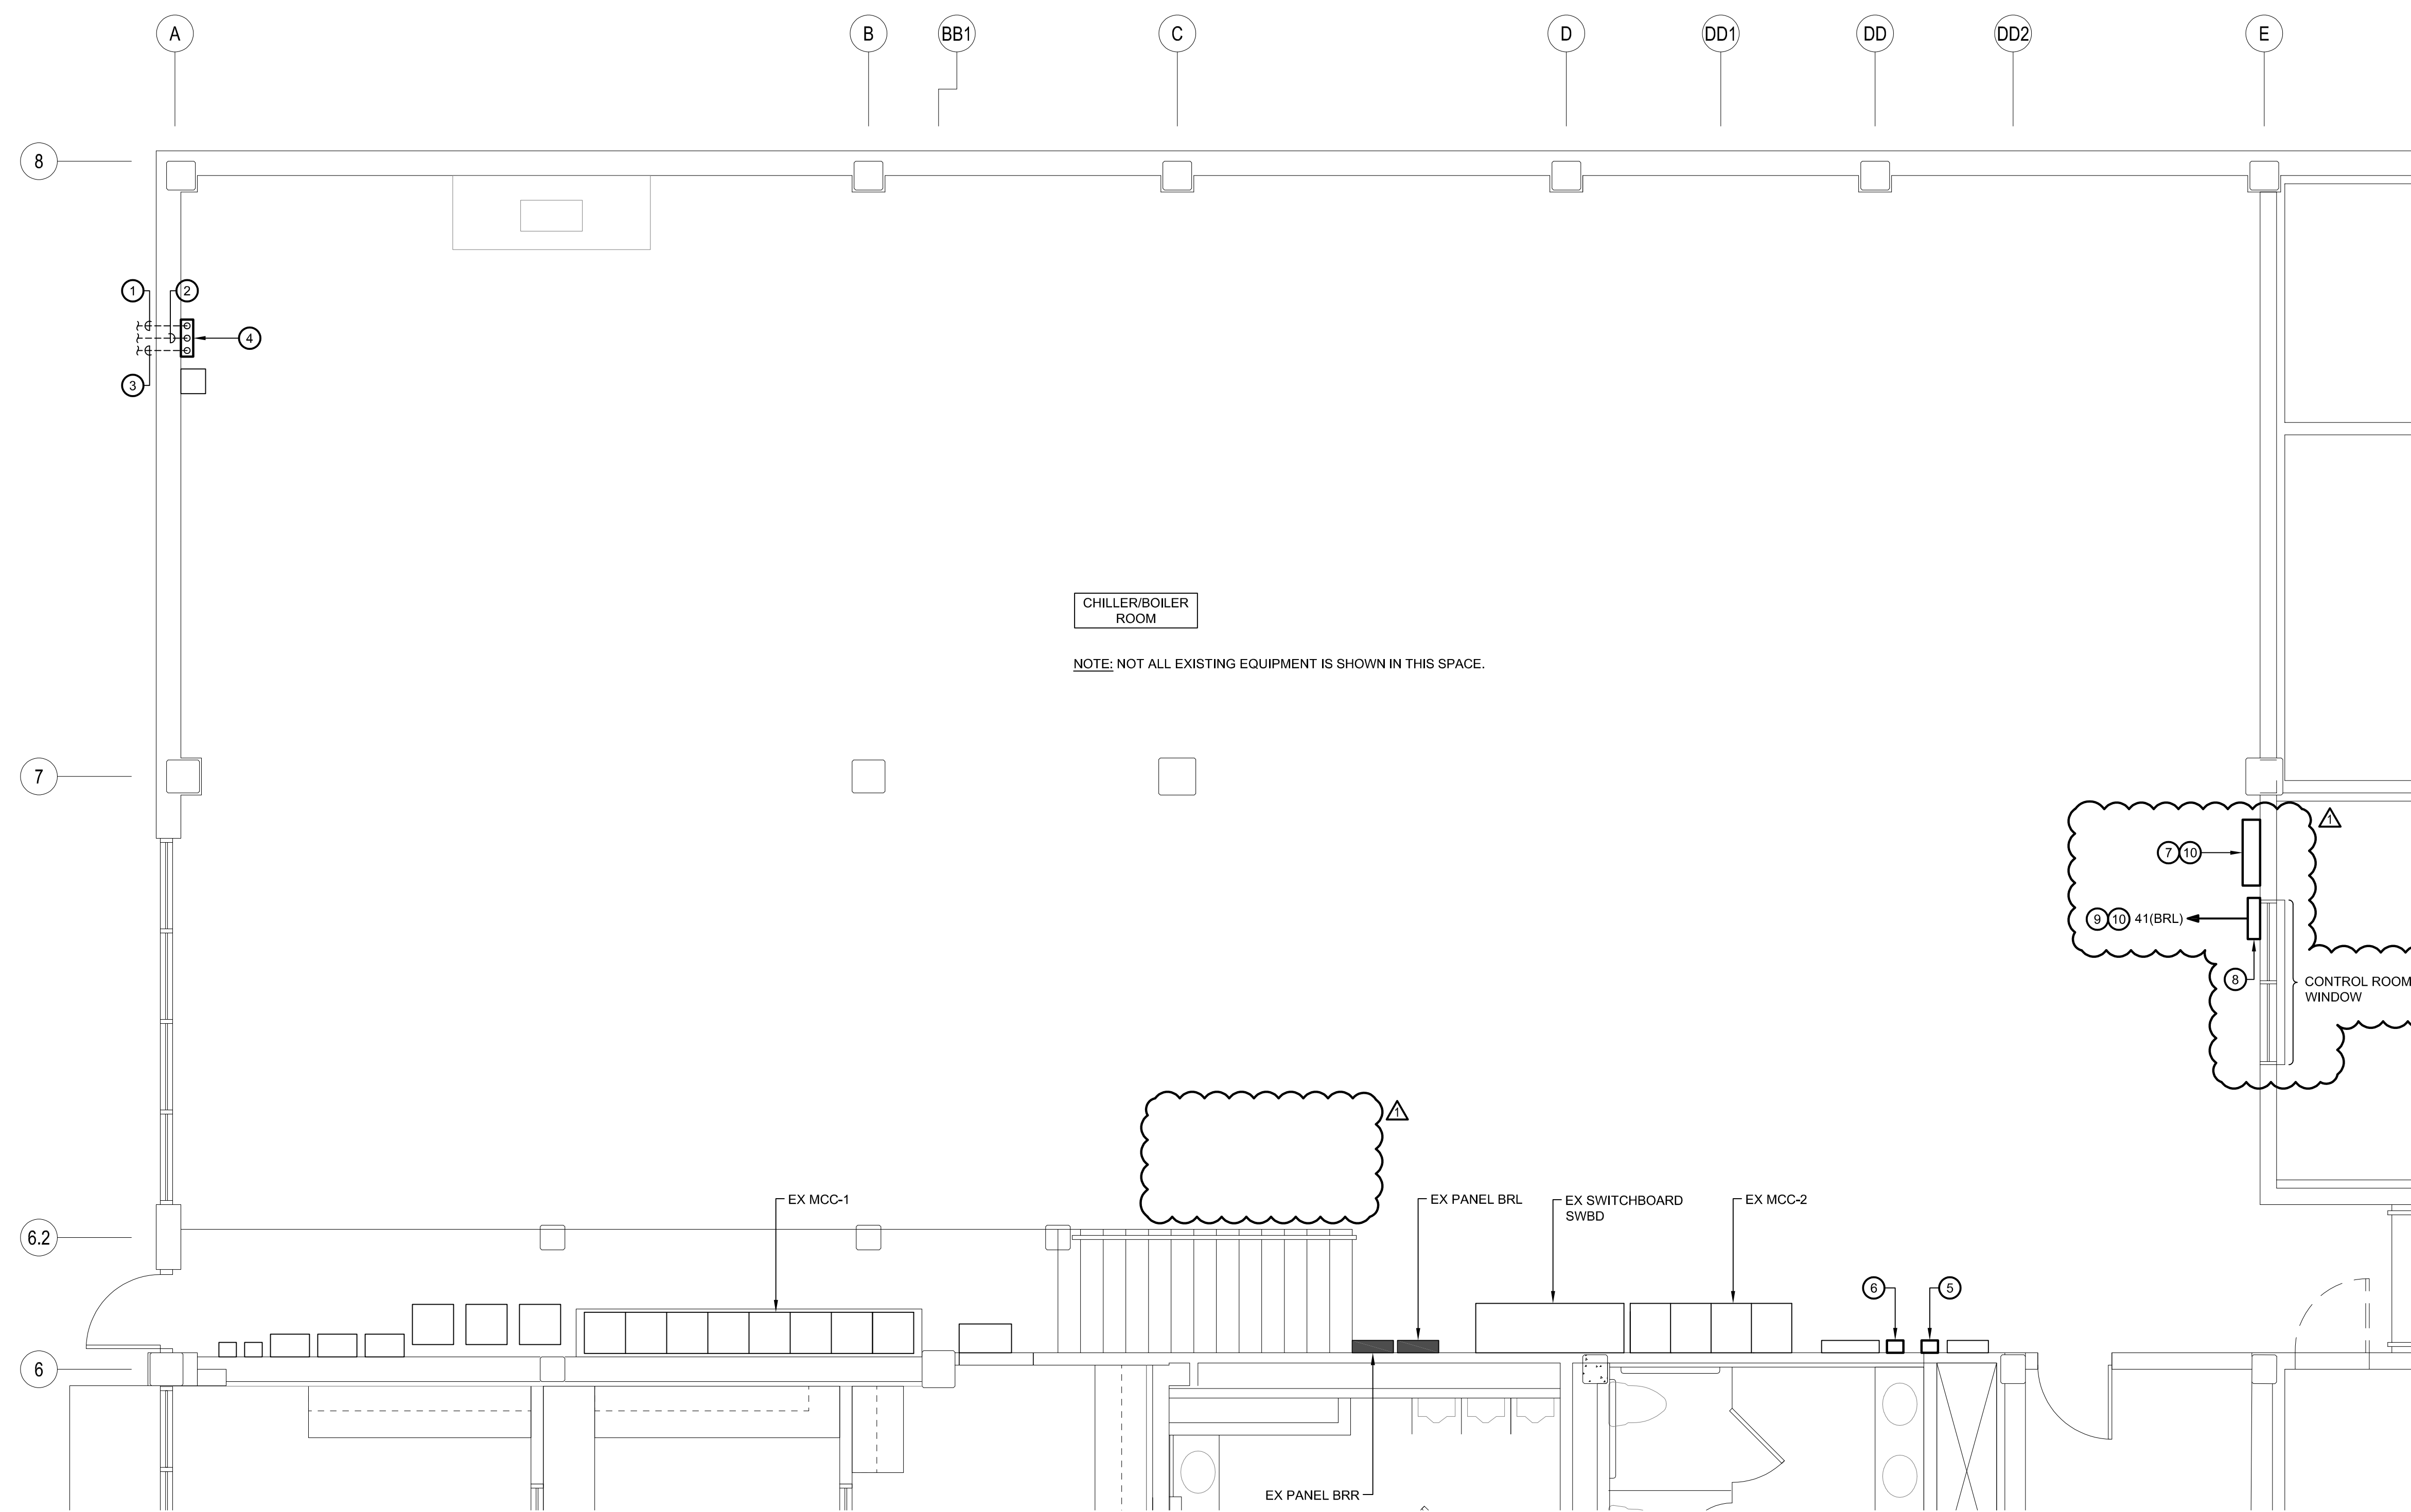 A
B
BB1
C
D
DD1
DD
DD2
E
8
1
2
4
3
CHILLER/BOILER
ROOM
NOTE: NOT ALL EXISTING EQUIPMENT IS SHOWN IN THIS SPACE.
7
1
7 10
9 10 41(BRL)
8
CONTROL ROOM
WINDOW
1
EX MCC-1
EX PANEL BRL
EX SWITCHBOARD
SWBD
EX MCC-2
6.2
6
5
6
EX PANEL BRR